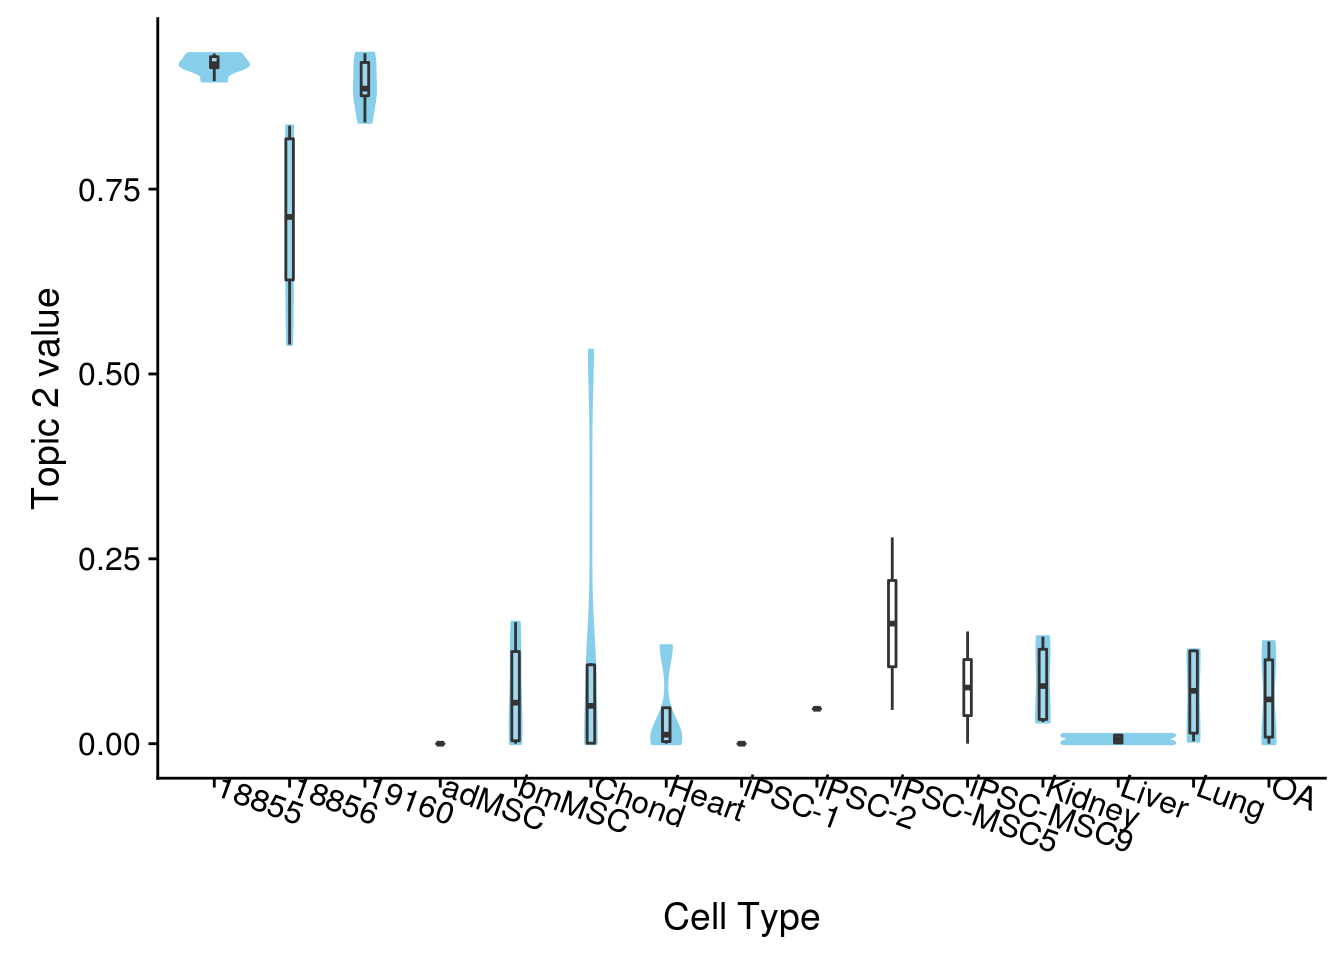 Topic 2 value
0.75
0.50
0.25
0.00
18855
18856
19160
adMSC
bmMSC
Chond
Heart
iPSC-1
iPSC-2
iPSC-MSC5
iPSC-MSC9
Kidney
Liver
Lung
OA
Cell Type